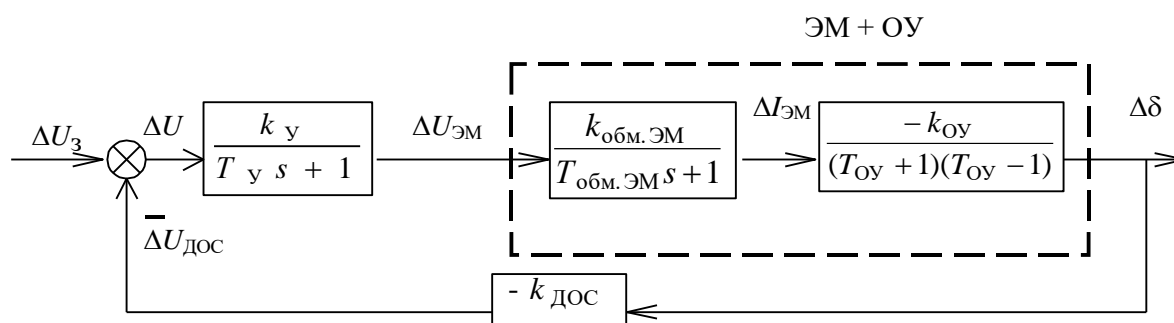 ЭМ + ОУ
ΔU_З
ΔU
k_У
T_У s + 1
ΔU_ЭМ
k_обм.ЭМ
T_обм.ЭМ s + 1
ΔI_ЭМ
− k_ОУ
(T_ОУ + 1)(T_ОУ − 1)
Δδ
−
ΔU_ДОС
- k_ДОС